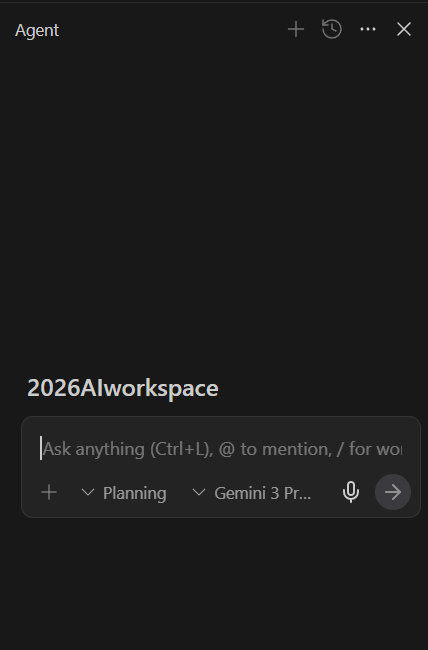 Agent
2026AIworkspace
Ask anything (Ctrl+L), @ to mention, / for wor
Planning
Gemini 3 Pr...